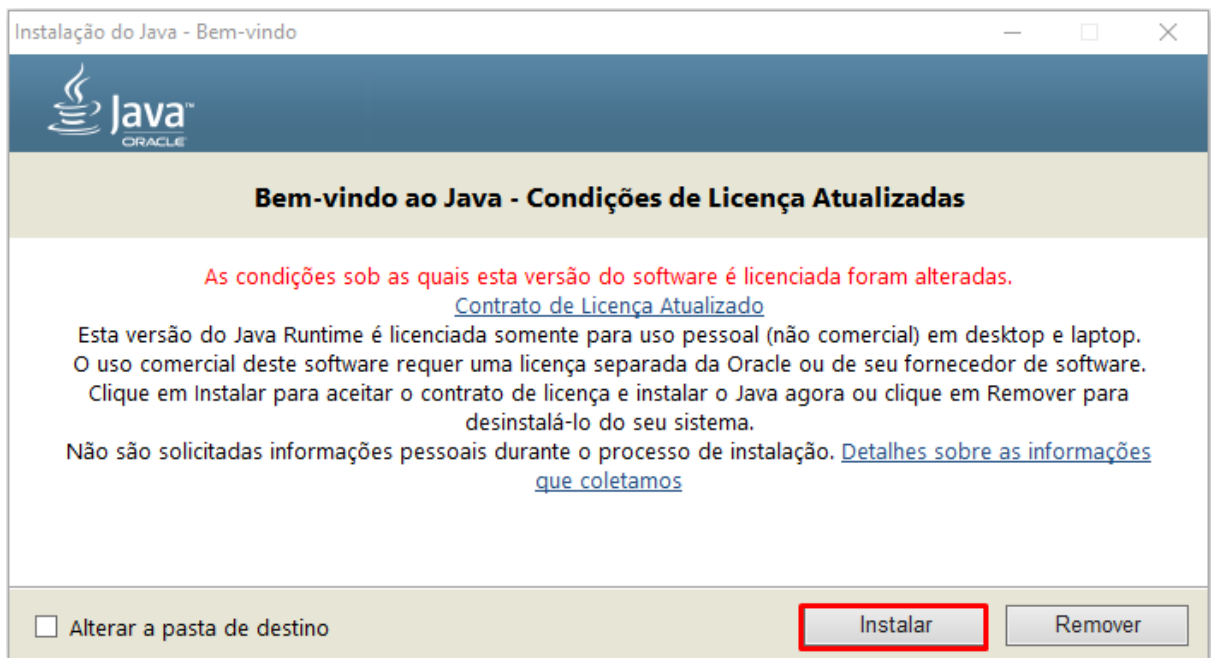 Instalação do Java - Bem-vindo
Java™
ORACLE
Bem-vindo ao Java - Condições de Licença Atualizadas
As condições sob as quais esta versão do software é licenciada foram alteradas.
Contrato de Licença Atualizado
Esta versão do Java Runtime é licenciada somente para uso pessoal (não comercial) em desktop e laptop.
O uso comercial deste software requer uma licença separada da Oracle ou de seu fornecedor de software.
Clique em Instalar para aceitar o contrato de licença e instalar o Java agora ou clique em Remover para
desinstalá-lo do seu sistema.
Não são solicitadas informações pessoais durante o processo de instalação. Detalhes sobre as informações
que coletamos
Alterar a pasta de destino
Instalar
Remover